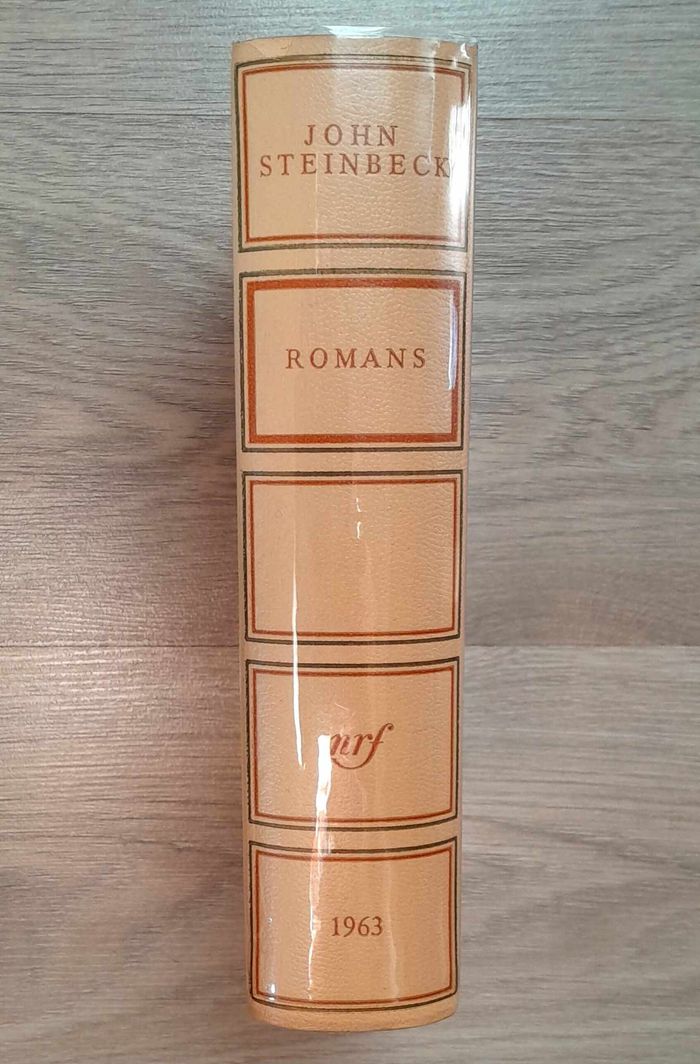 JOHN
STEINBECK
ROMANS
nrf
1963